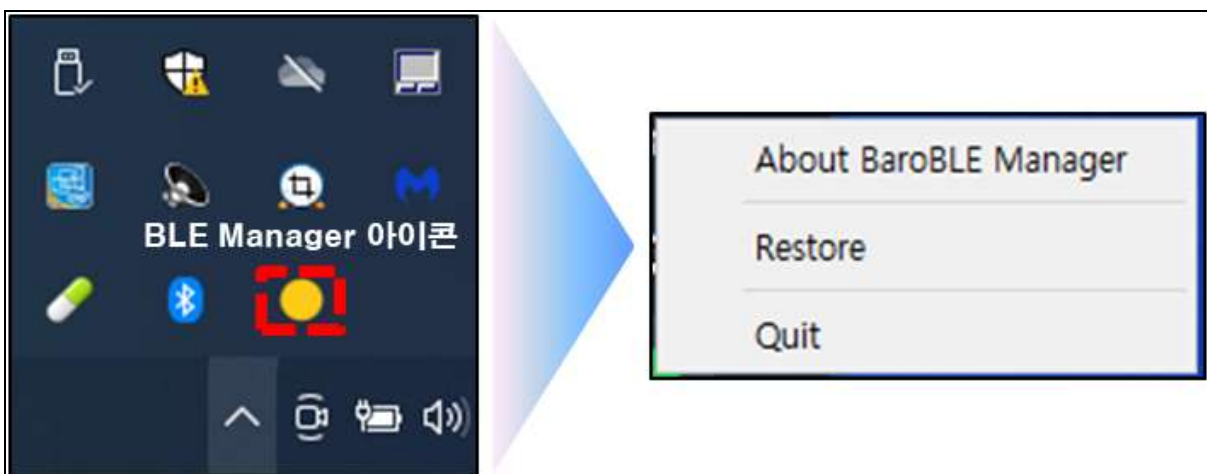 BLE Manager 아이콘
About BaroBLE Manager
Restore
Quit